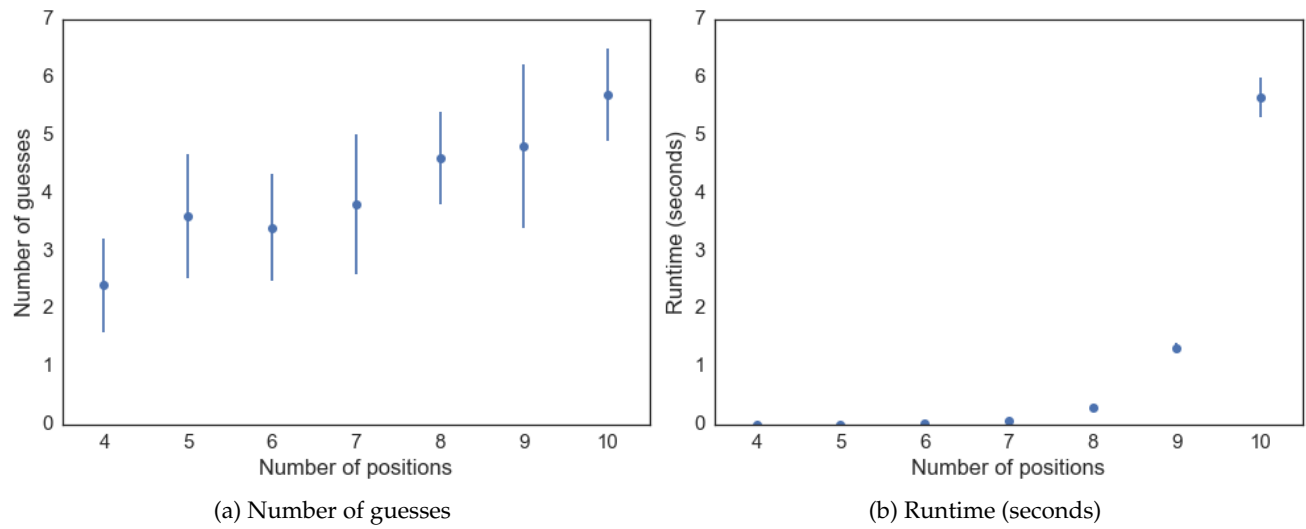 7
6
5
4
3
2
1
0
Number of guesses
4 5 6 7 8 9 10
Number of positions
(a) Number of guesses
7
6
5
4
3
2
1
0
Runtime (seconds)
4 5 6 7 8 9 10
Number of positions
(b) Runtime (seconds)